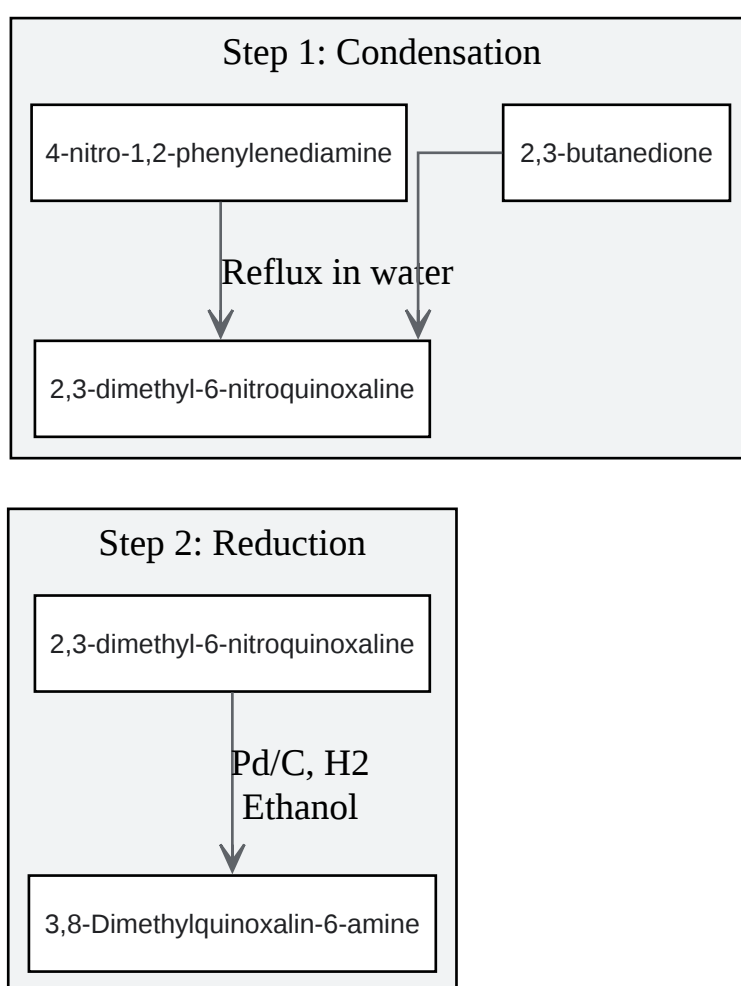 Step 1: Condensation
4-nitro-1,2-phenylenediamine
2,3-butanedione
Reflux in water
2,3-dimethyl-6-nitroquinoxaline
Step 2: Reduction
2,3-dimethyl-6-nitroquinoxaline
Pd/C, H2
Ethanol
3,8-Dimethylquinoxalin-6-amine